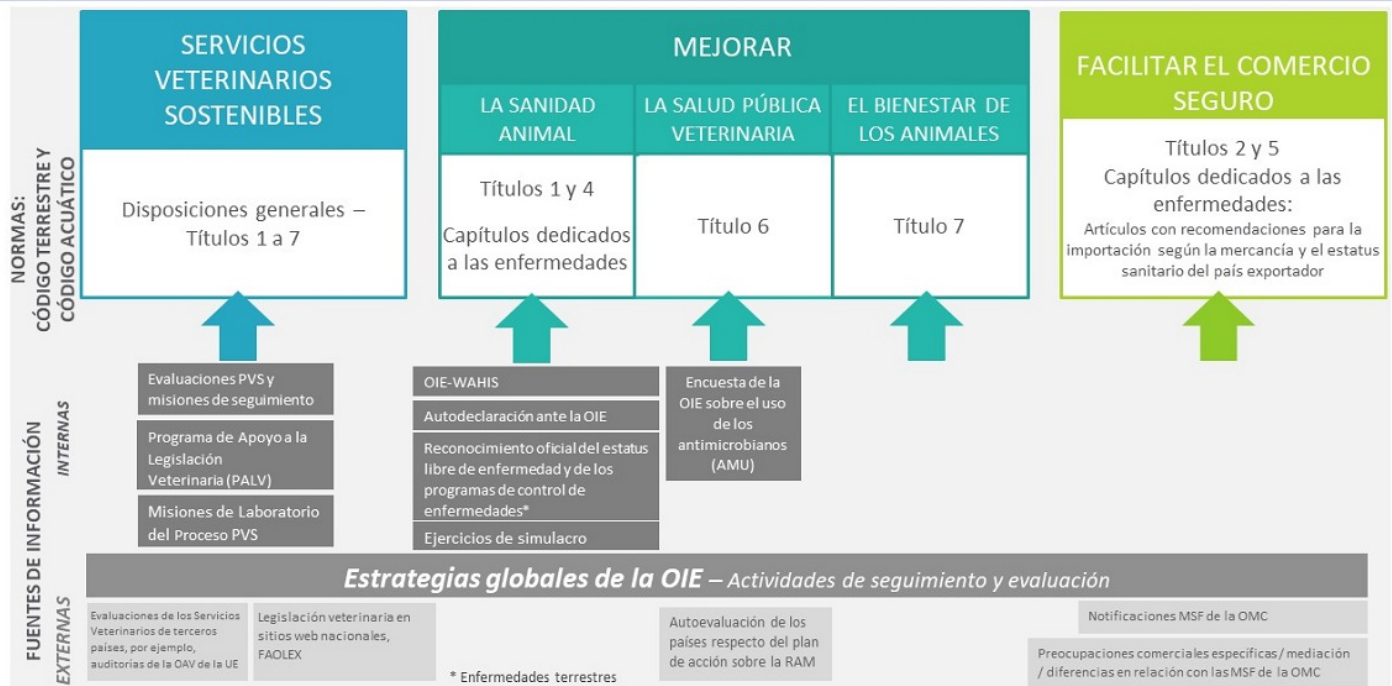 SERVICIOS
VETERINARIOS
SOSTENIBLES
Disposiciones generales –
Títulos 1 a 7
MEJORAR
LA SANIDAD
ANIMAL
LA SALUD PÚBLICA
VETERINARIA
EL BIENESTAR DE
LOS ANIMALES
Títulos 1 y 4
Capítulos dedicados
a las enfermedades
Título 6
Título 7
FACILITAR EL COMERCIO
SEGURO
Títulos 2 y 5
Capítulos dedicados a las
enfermedades:
Artículos con recomendaciones para la
importación según la mercancía y el estatus
sanitario del país exportador
NORMAS:
CÓDIGO TERRESTRE Y
CÓDIGO ACUÁTICO
FUENTES DE INFORMACIÓN
INTERNAS
Evaluaciones PVS y
misiones de seguimiento
Programa de Apoyo a la
Legislación
Veterinaria (PALV)
Misiones de Laboratorio
del Proceso PVS
OIE-WAHIS
Autodeclaración ante la OIE
Reconocimiento oficial del estatus
libre de enfermedad y de los
programas de control de
enfermedades*
Ejercicios de simulacro
Encuesta de la
OIE sobre el uso
de los
antimicrobianos
(AMU)
Estrategias globales de la OIE – Actividades de seguimiento y evaluación
EXTERNAS
Evaluaciones de los Servicios
Veterinarios de terceros
países, por ejemplo,
auditorías de la OAV de la UE
Legislación veterinaria en
sitios web nacionales,
FAOLEX
* Enfermedades terrestres
Autoevaluación de los
países respecto del plan
de acción sobre la RAM
Notificaciones MSF de la OMC
Preocupaciones comerciales específicas / mediación
/ diferencias en relación con las MSF de la OMC